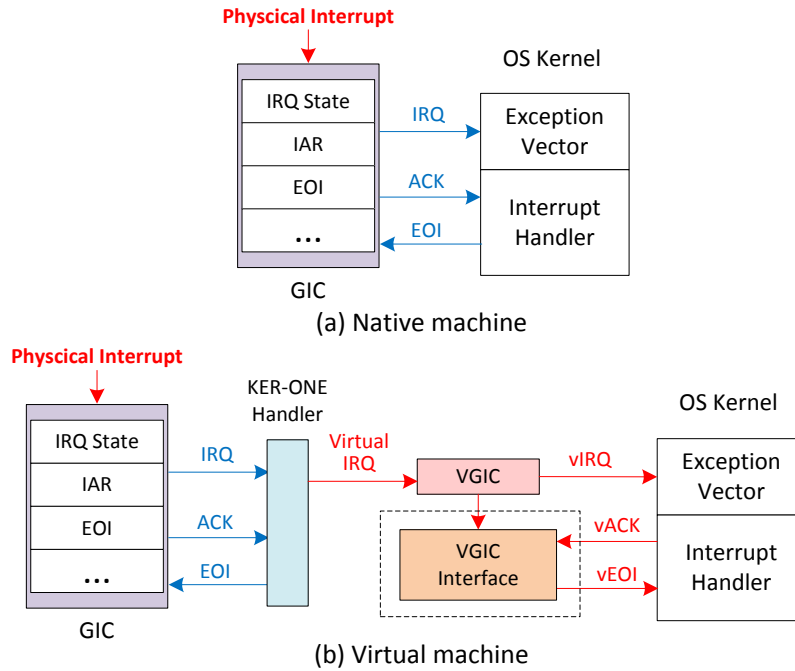 Physcical Interrupt
OS Kernel
IRQ State
IAR
EOI
...
IRQ
ACK
EOI
Exception
Vector
Interrupt
Handler
GIC
(a) Native machine
Physcical Interrupt
KER-ONE
Handler
OS Kernel
IRQ State
IAR
EOI
...
IRQ
ACK
EOI
Virtual
IRQ
VGIC
vIRQ
VGIC
Interface
vACK
vEOI
Exception
Vector
Interrupt
Handler
GIC
(b) Virtual machine